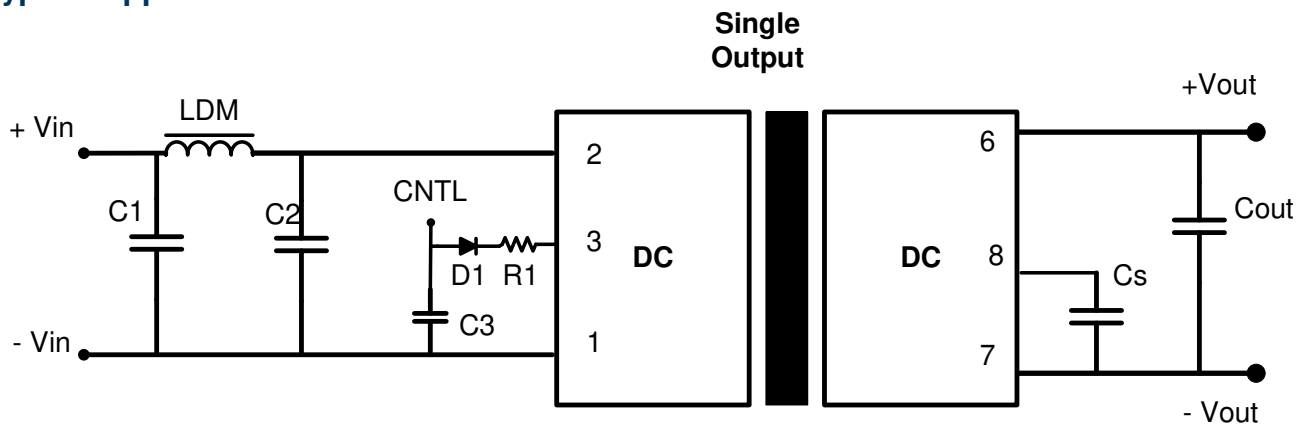 Single
Output
+Vout
LDM
+ Vin
2
6
CNTL
C1
C2
Cout
3
DC
DC
8
D1
R1
Cs
C3
- Vin
1
7
- Vout